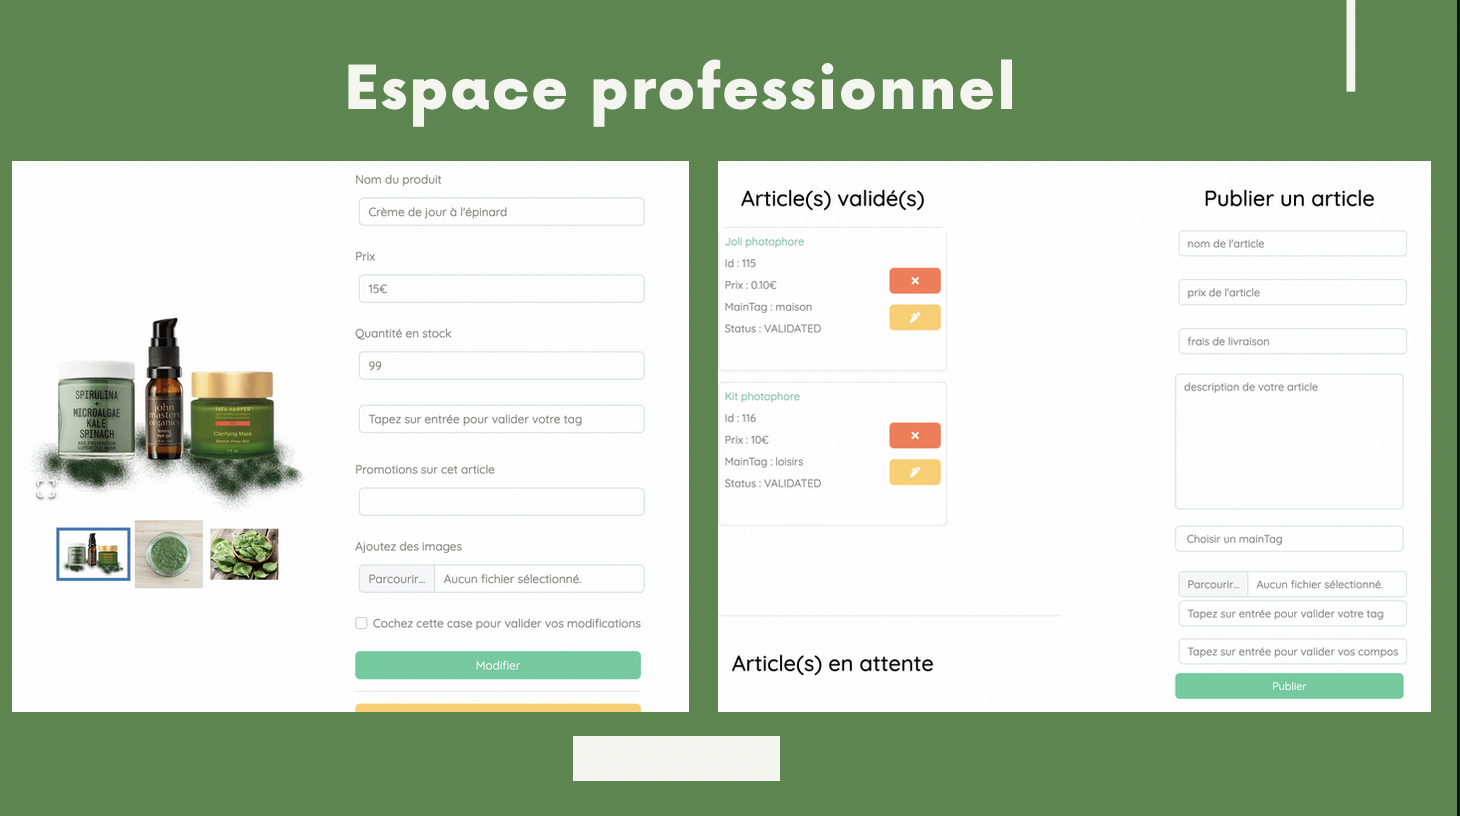 Espace professionnel
Nom du produit
Crème de jour à l'épinard
Prix
15€
Quantité en stock
99
Tapez sur entrée pour valider votre tag
Promotions sur cet article
Ajoutez des images
Parcourir... Aucun fichier sélectionné.
Cochez cette case pour valider vos modifications
Modifier
SPIRULINA
+
MICROALGAE
KALE
SPINACH
john
masters
organics
TATA HARPER
Clarifying Mask
Article(s) validé(s)
Joli photophore
Id : 115
Prix : 0.10€
MainTag : maison
Status : VALIDATED
Kit photophore
Id : 116
Prix : 10€
MainTag : loisirs
Status : VALIDATED
Article(s) en attente
Publier un article
nom de l'article
prix de l'article
frais de livraison
description de votre article
Choisir un mainTag
Parcourir... Aucun fichier sélectionné.
Tapez sur entrée pour valider votre tag
Tapez sur entrée pour valider vos compos
Publier